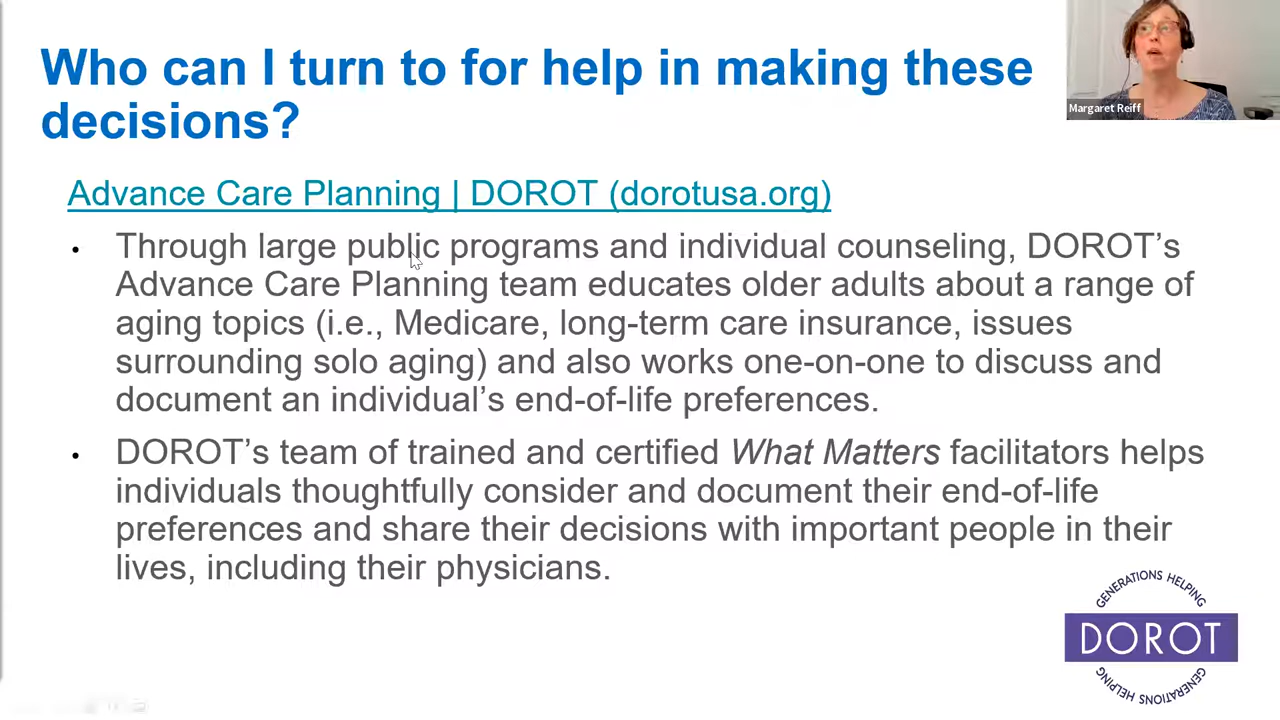 Who can I turn to for help in making these
decisions?
Margaret Reiff
Advance Care Planning | DOROT (dorotusa.org)
• Through large public programs and individual counseling, DOROT’s
Advance Care Planning team educates older adults about a range of
aging topics (i.e., Medicare, long-term care insurance, issues
surrounding solo aging) and also works one-on-one to discuss and
document an individual’s end-of-life preferences.
• DOROT’s team of trained and certified What Matters facilitators helps
individuals thoughtfully consider and document their end-of-life
preferences and share their decisions with important people in their
lives, including their physicians.
GENERATIONS HELPING
DOROT
GENERATIONS HELPING